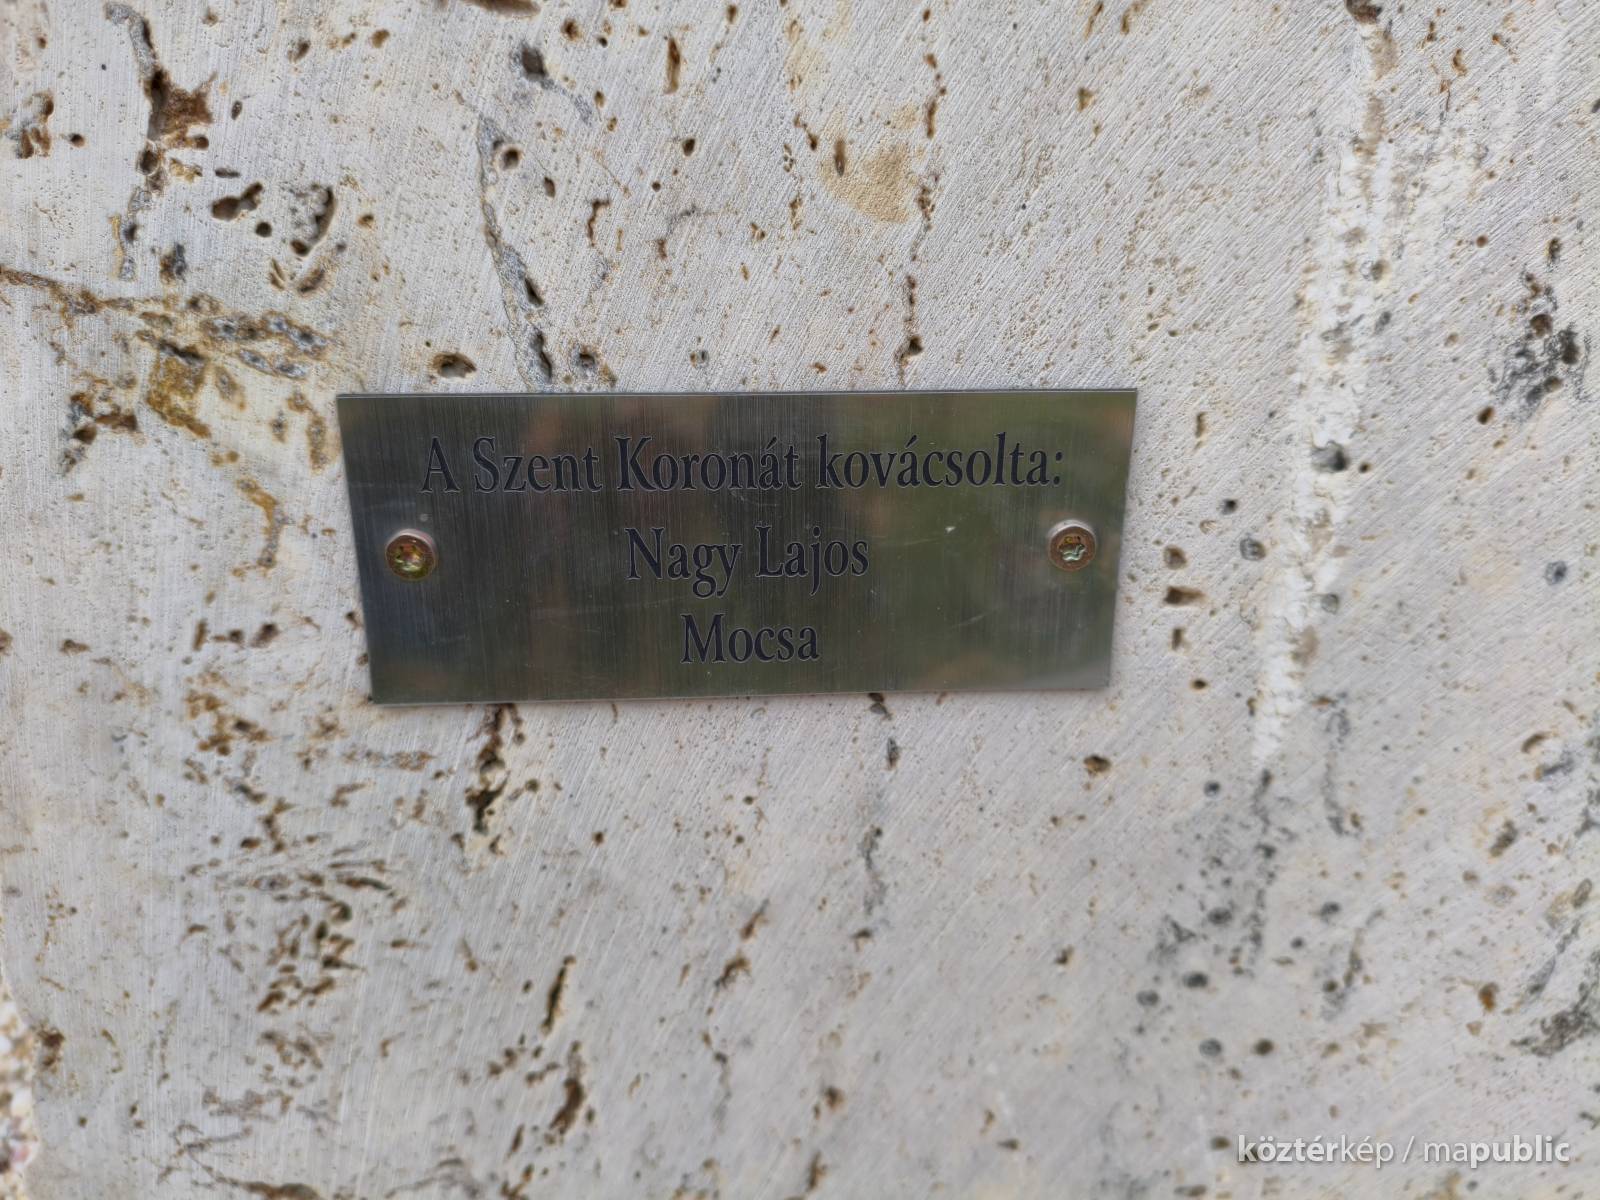 A Szent Koronát kovácsolta:
Nagy Lajos
Mocsa
köztérkép / mapublic